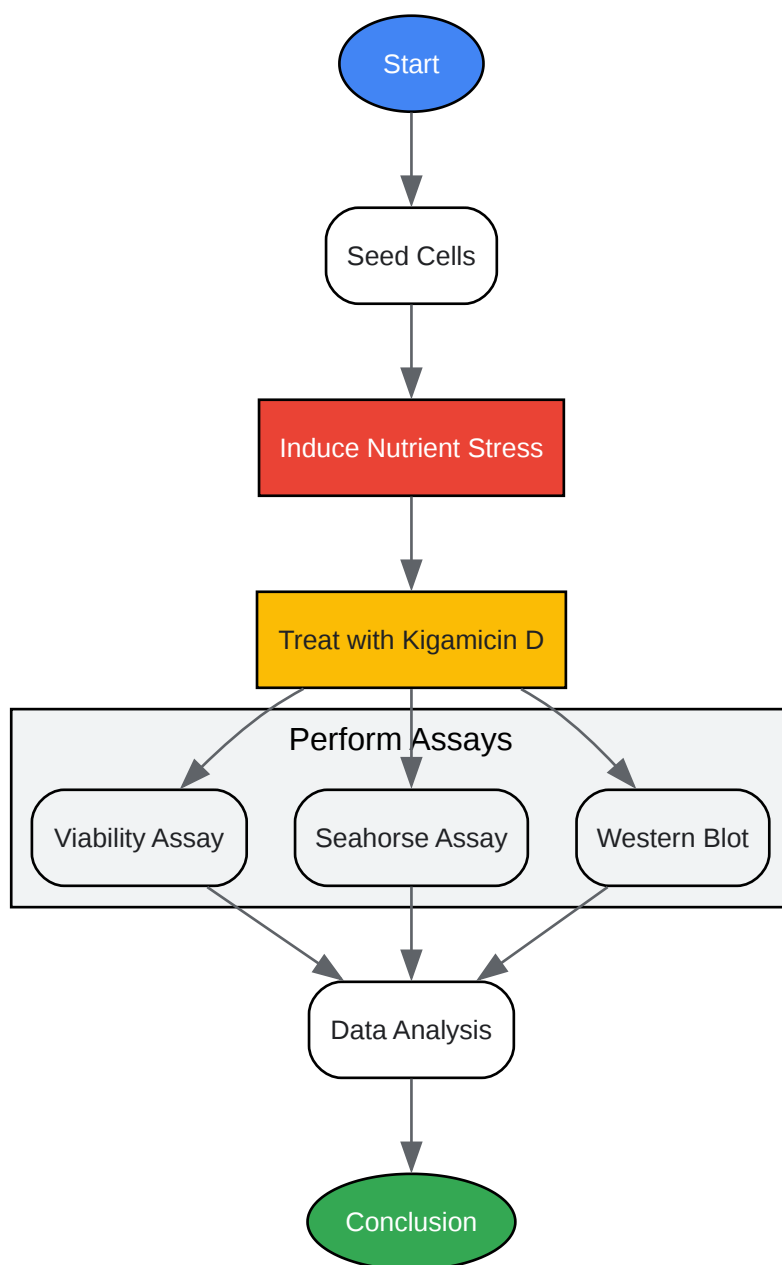 Start
Seed Cells
Induce Nutrient Stress
Treat with Kigamicin D
Perform Assays
Viability Assay
Seahorse Assay
Western Blot
Data Analysis
Conclusion